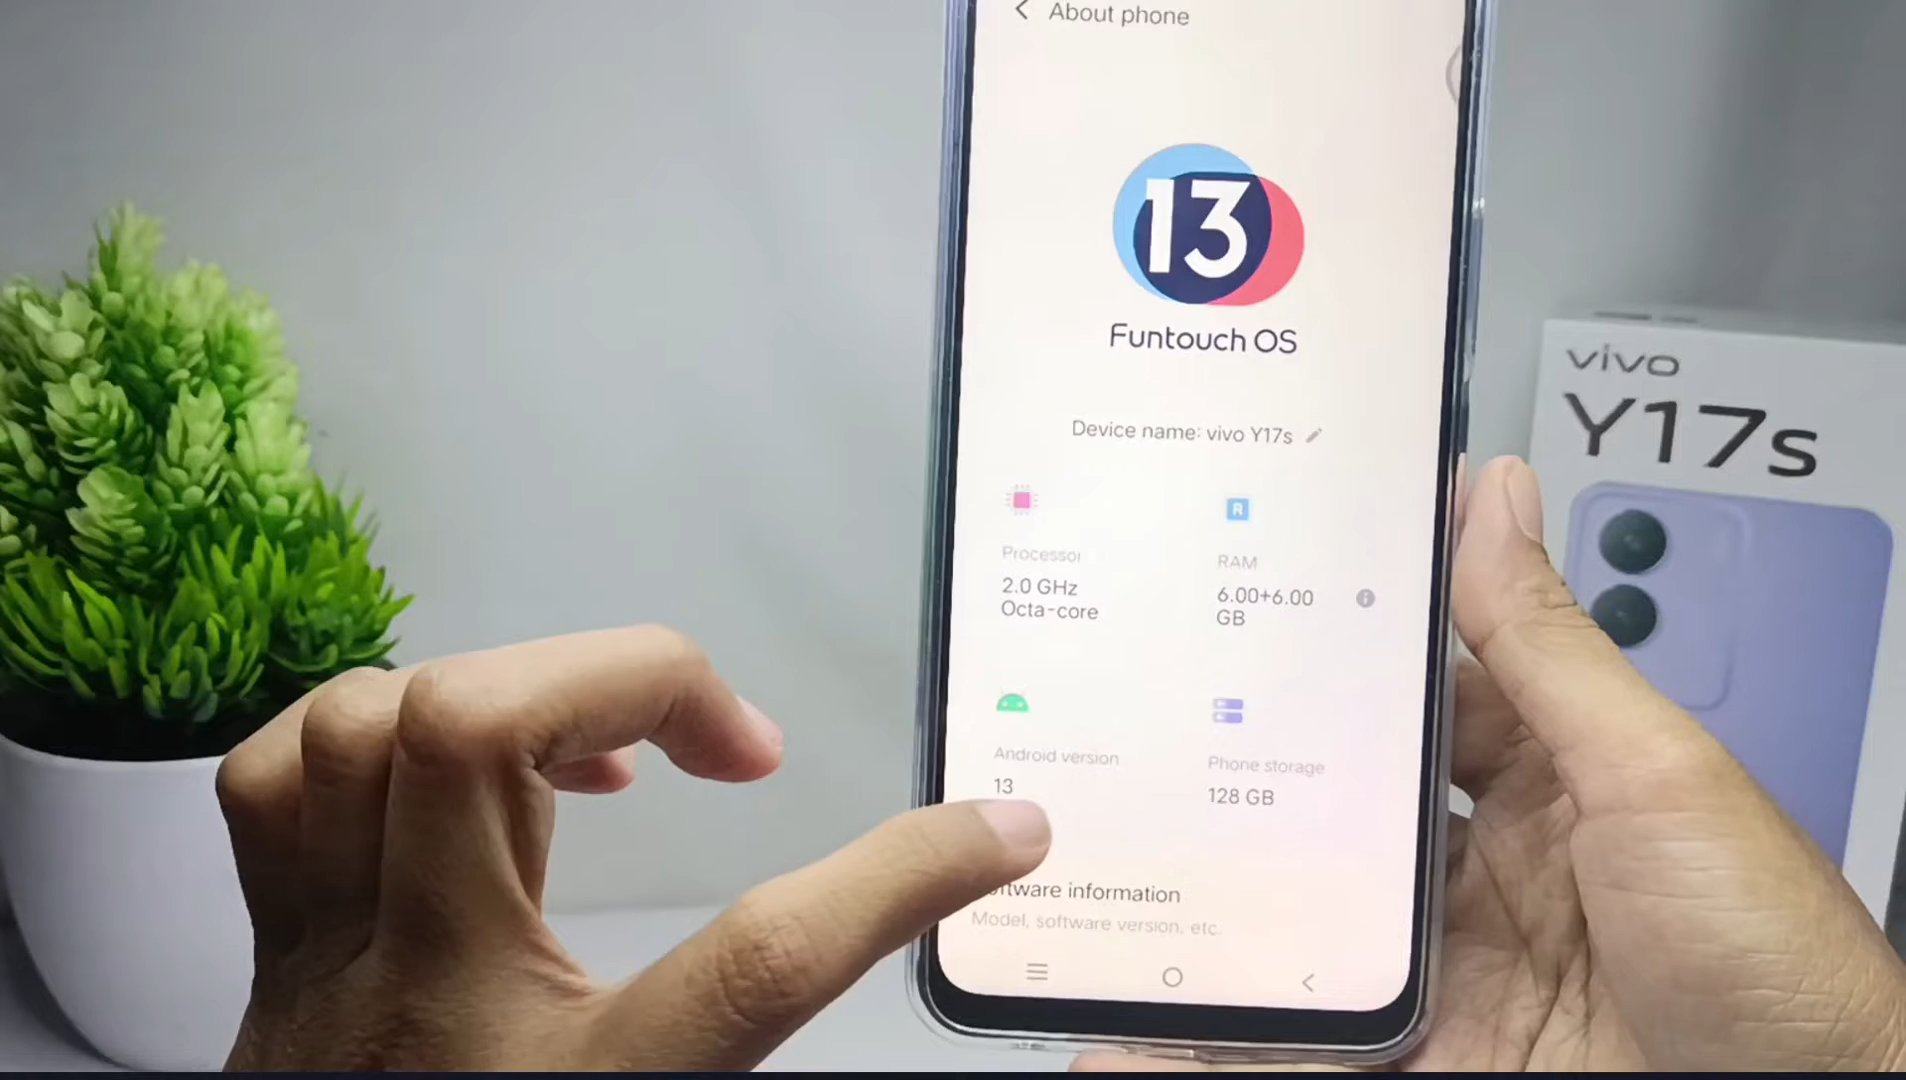 About phone
13
Funtouch OS
Device name: vivo Y17s
Processor
2.0 GHz
Octa-core
R
RAM
6.00+6.00
GB
Android version
13
Phone storage
128 GB
Software information
Model, software version, etc.
vivo
Y17s